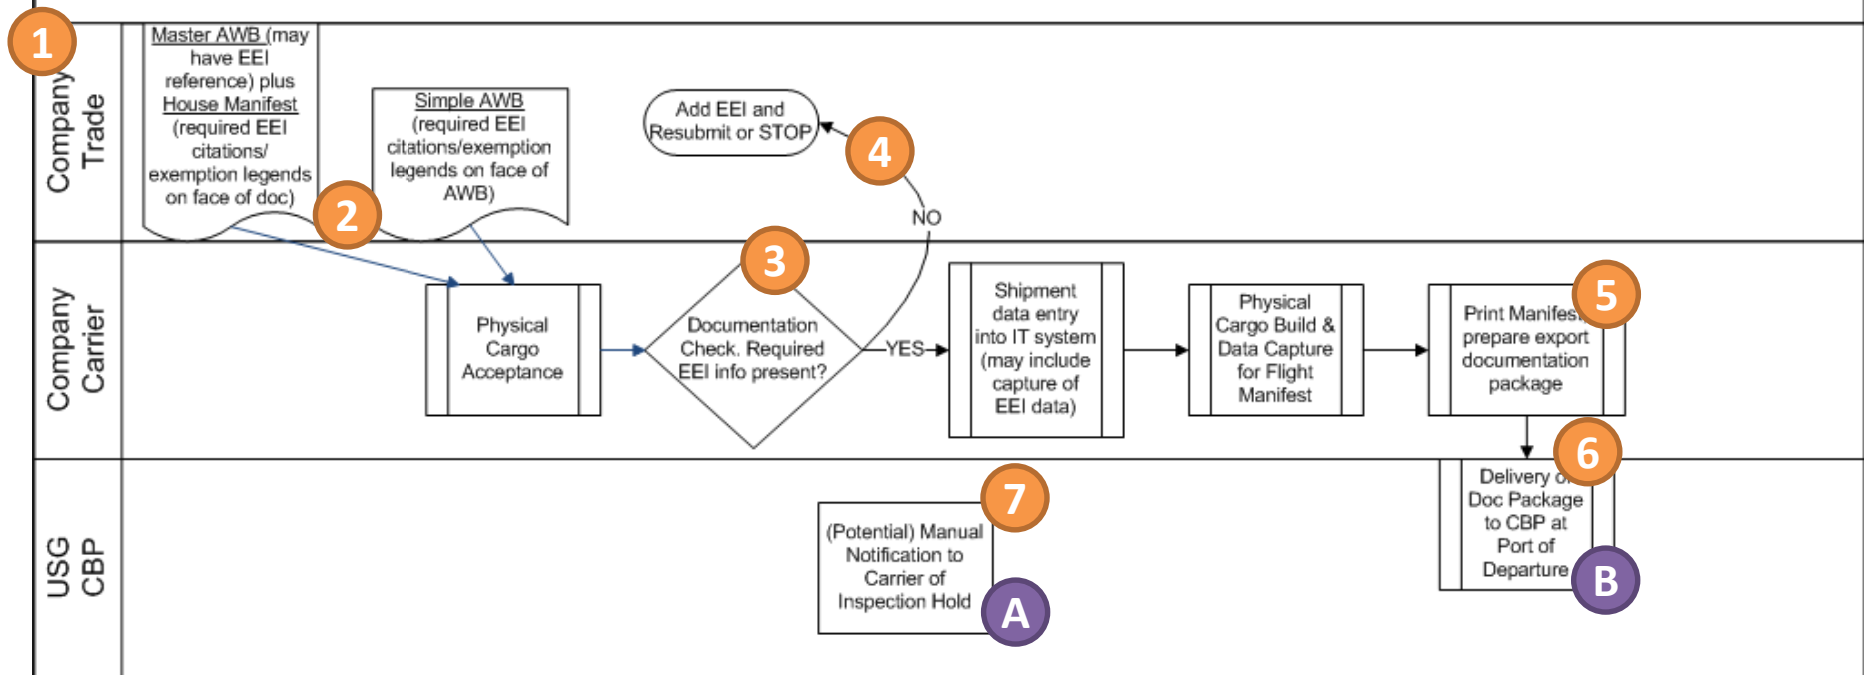 1
Company
Trade
Master AWB (may
have EEI
reference) plus
House Manifest
(required EEI
citations/
exemption legends
on face of doc)
2
Simple AWB
(required EEI
citations/exemption
legends on face of
AWB)
Add EEI and
Resubmit or STOP
4
NO
Company
Carrier
Physical
Cargo
Acceptance
3
Documentation
Check. Required
EEI info present?
YES
Shipment
data entry
into IT system
(may include
capture of
EEI data)
Physical
Cargo Build &
Data Capture
for Flight
Manifest
5
Print Manifest,
prepare export
documentation
package
USG
CBP
7
(Potential) Manual
Notification to
Carrier of
Inspection Hold
A
6
Delivery of
Doc Package
to CBP at
Port of
Departure
B